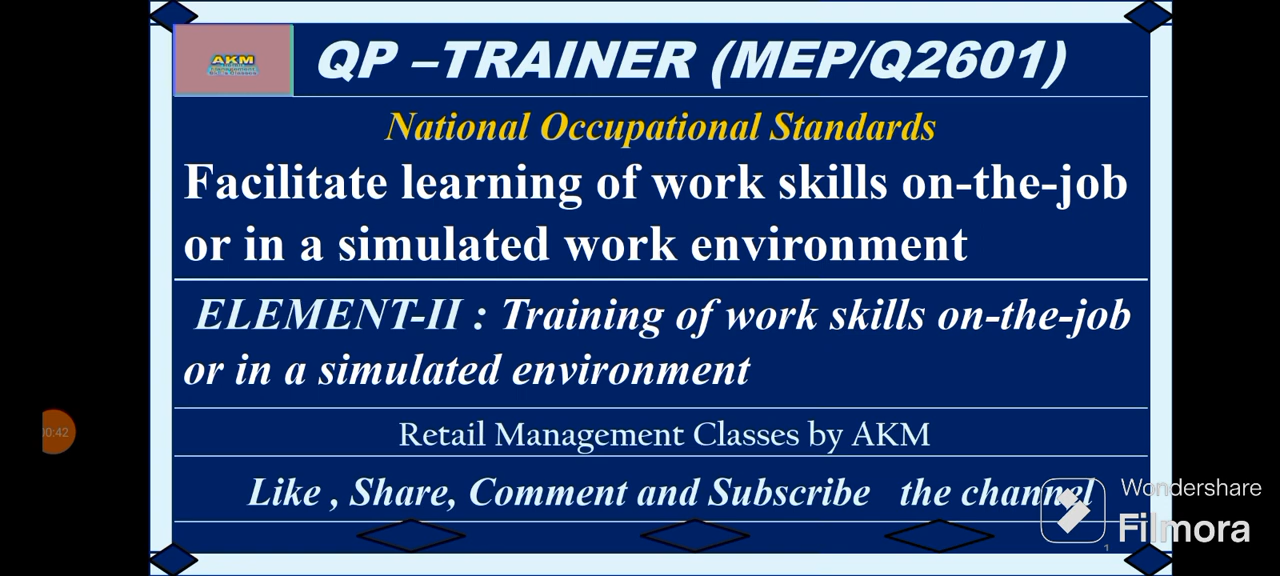 AKM
QP –TRAINER (MEP/Q2601)
National Occupational Standards
Facilitate learning of work skills on-the-job
or in a simulated work environment
ELEMENT-II : Training of work skills on-the-job
or in a simulated environment
Retail Management Classes by AKM
Like , Share, Comment and Subscribe the channel
00:42
Wondershare
Filmora
1